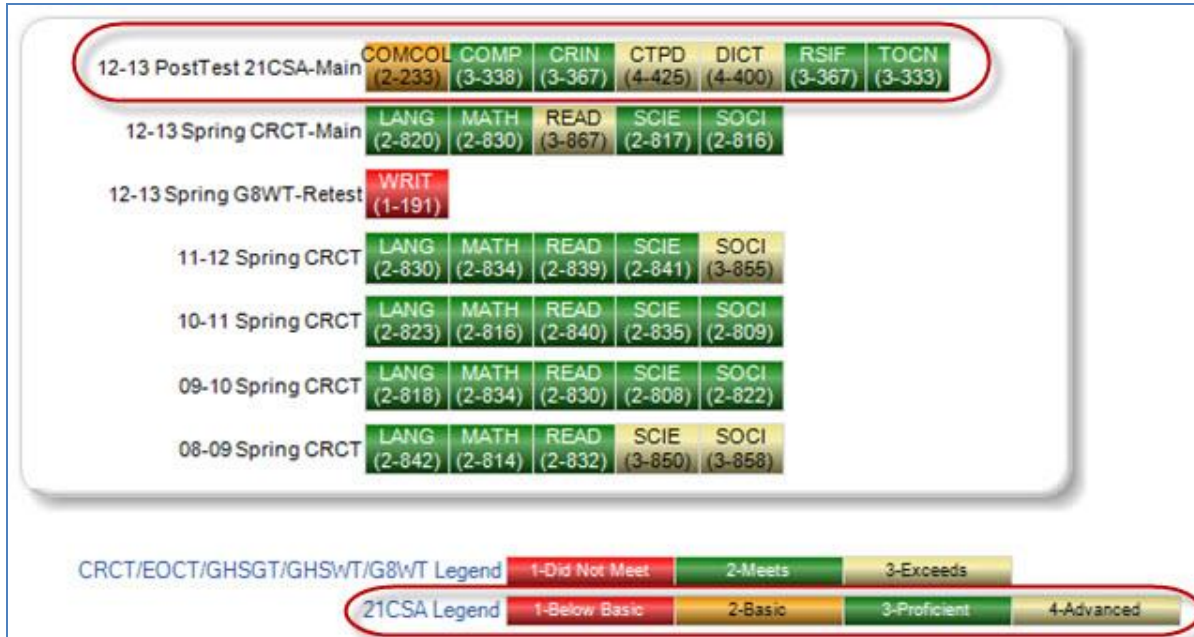 12-13 PostTest 21CSA-Main COMCOL COMP CRIN CTPD DICT RSIF TOCN
(2-233) (3-338) (3-367) (4-425) (4-400) (3-367) (3-333)
12-13 Spring CRCT-Main LANG MATH READ SCIE SOCI
(2-820) (2-830) (3-867) (2-817) (2-816)
12-13 Spring G8WT-Retest WRIT
(1-191)
11-12 Spring CRCT LANG MATH READ SCIE SOCI
(2-830) (2-834) (2-839) (2-841) (3-855)
10-11 Spring CRCT LANG MATH READ SCIE SOCI
(2-823) (2-816) (2-840) (2-835) (2-809)
09-10 Spring CRCT LANG MATH READ SCIE SOCI
(2-818) (2-834) (2-830) (2-808) (2-822)
08-09 Spring CRCT LANG MATH READ SCIE SOCI
(2-842) (2-814) (2-832) (3-850) (3-858)
CRCT/EOCT/GHSGT/GHSWT/G8WT Legend 1-Did Not Meet 2-Meets 3-Exceeds
21CSA Legend 1-Below Basic 2-Basic 3-Proficient 4-Advanced